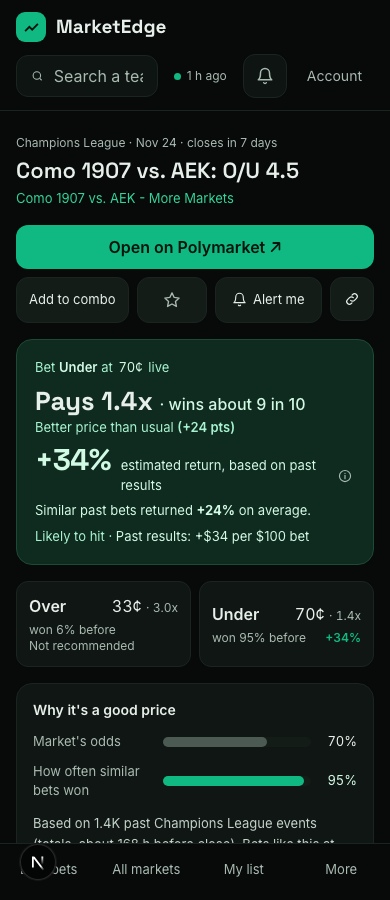 MarketEdge
Search a tea
1 h ago
Account
Champions League · Nov 24 · closes in 7 days
Como 1907 vs. AEK: O/U 4.5
Como 1907 vs. AEK - More Markets
Open on Polymarket ↗
Add to combo
Alert me
Bet Under at 70¢ live
Pays 1.4x · wins about 9 in 10
Better price than usual (+24 pts)
+34% estimated return, based on past
results
Similar past bets returned +24% on average.
Likely to hit · Past results: +$34 per $100 bet
Over 33¢ · 3.0x
won 6% before
Not recommended
Under 70¢ · 1.4x
won 95% before +34%
Why it's a good price
Market's odds 70%
How often similar
bets won 95%
Based on 1.4K past Champions League events
N
bets
All markets
My list
More